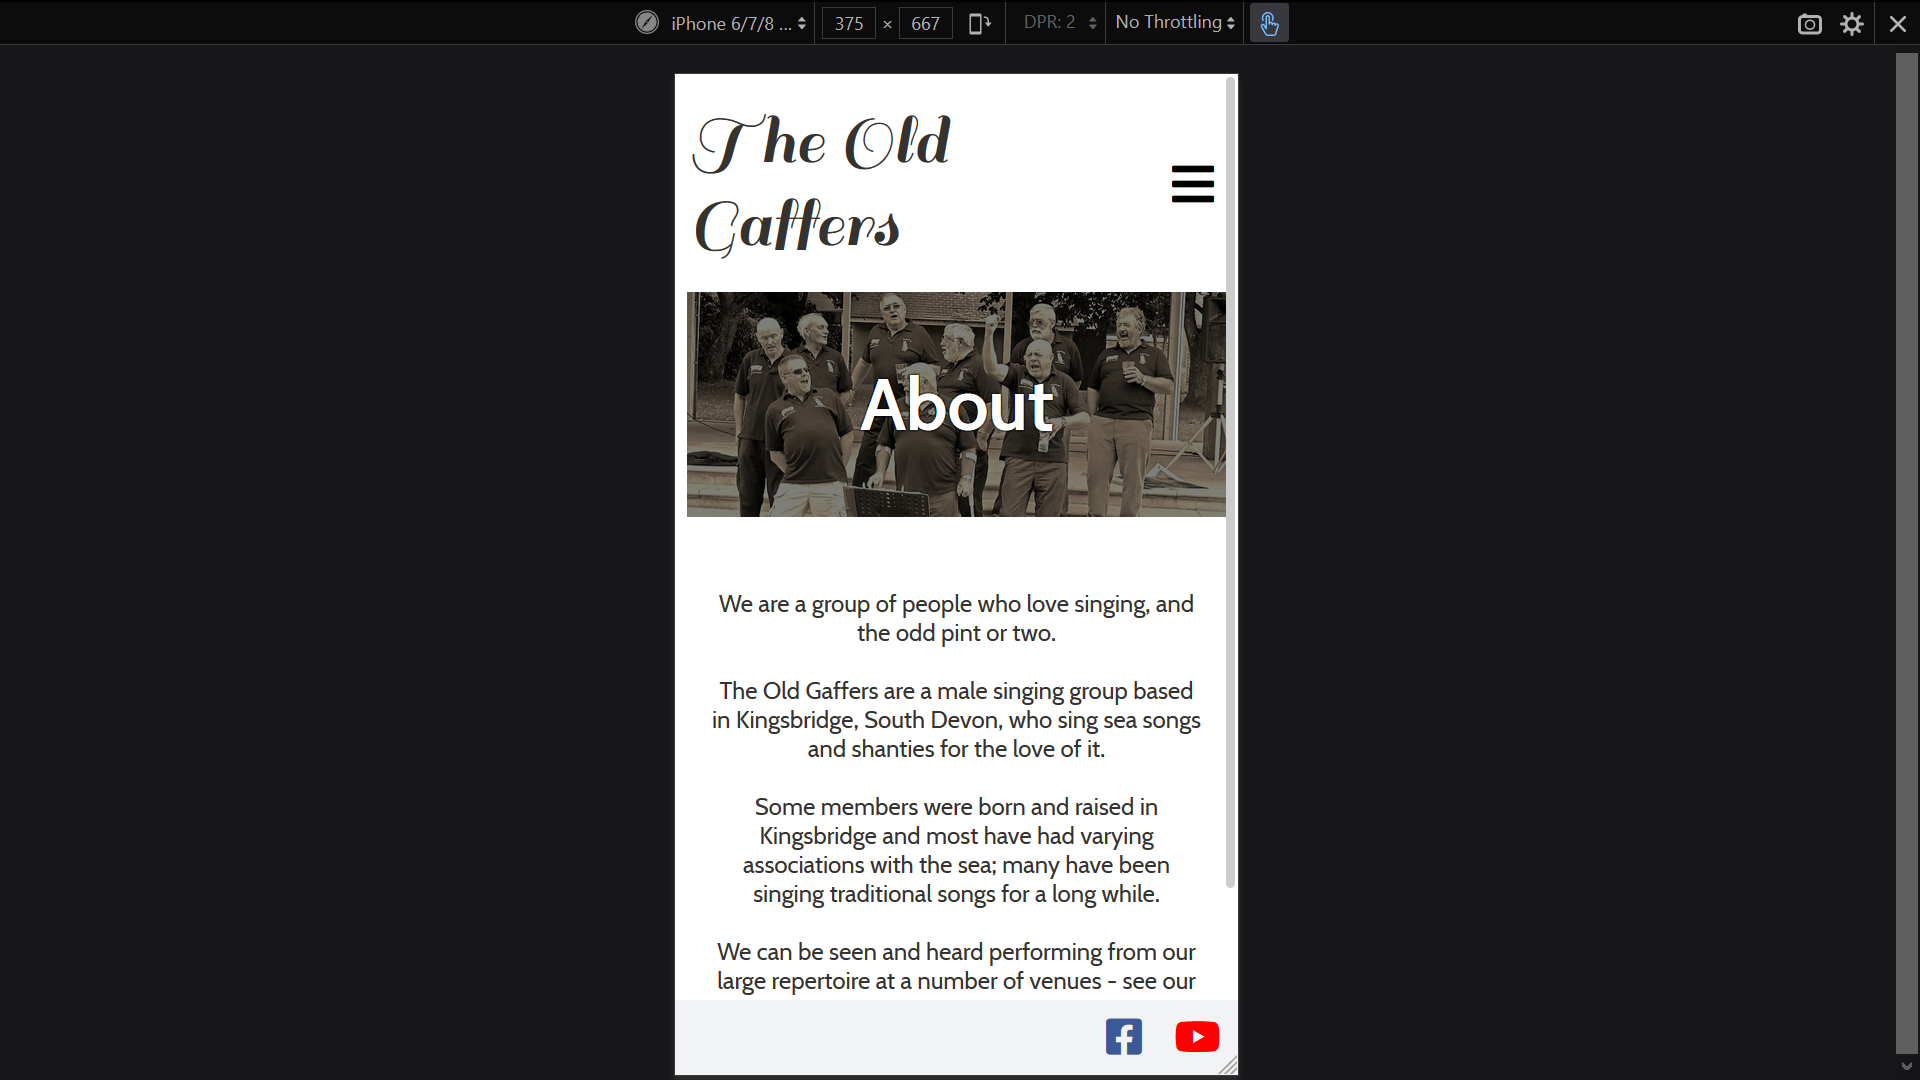 iPhone 6/7/8 ... 375 × 667 DPR: 2 No Throttling
The Old
Gaffers
About
We are a group of people who love singing, and
the odd pint or two.
The Old Gaffers are a male singing group based
in Kingsbridge, South Devon, who sing sea songs
and shanties for the love of it.
Some members were born and raised in
Kingsbridge and most have had varying
associations with the sea; many have been
singing traditional songs for a long while.
We can be seen and heard performing from our
large repertoire at a number of venues - see our